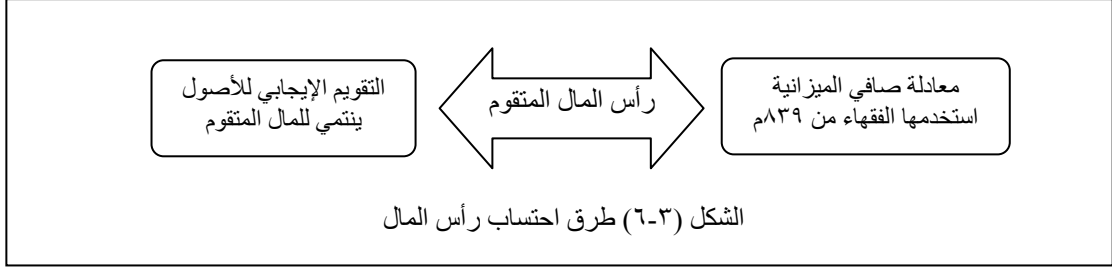 معادلة صافي الميزانية
استخدمها الفقهاء من ٨٣٩م
رأس المال المتقوم
التقويم الإيجابي للأصول
ينتمي للمال المتقوم
الشكل (٣-٦) طرق احتساب رأس المال